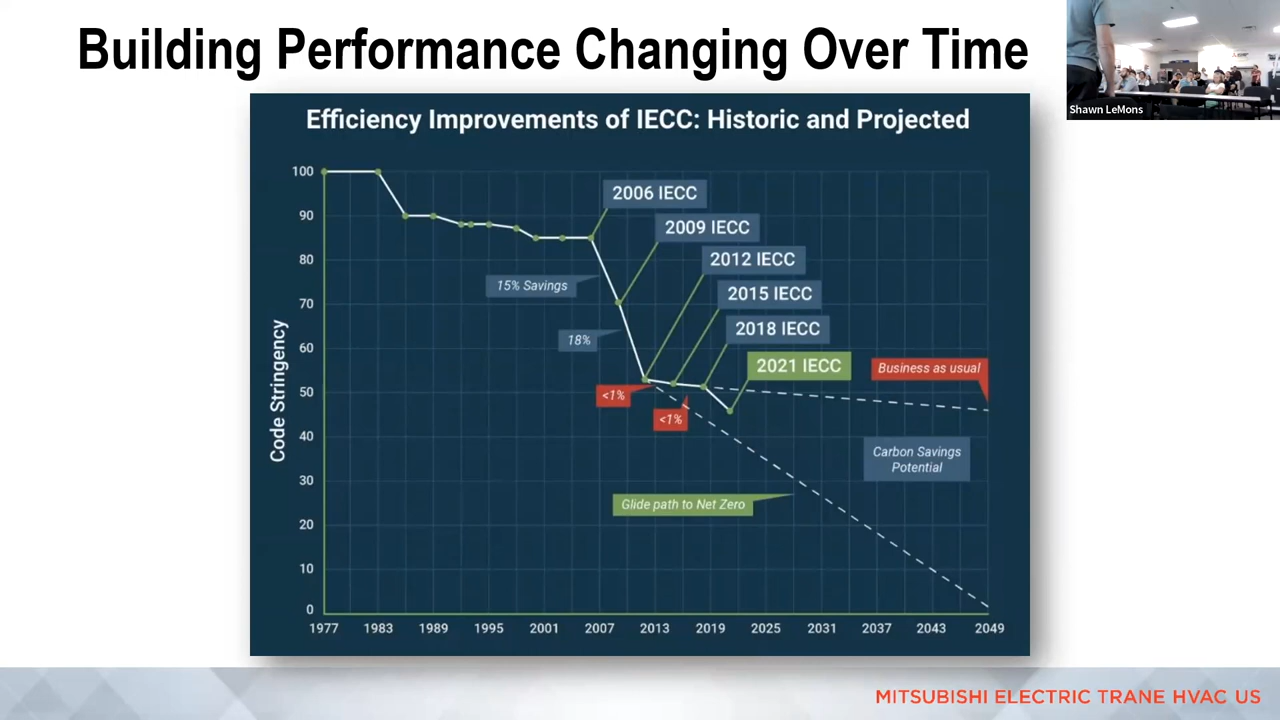 Building Performance Changing Over Time
Shawn LeMons
Efficiency Improvements of IECC: Historic and Projected
Code Stringency
100
90
80
70
60
50
40
30
20
10
0
2006 IECC
2009 IECC
2012 IECC
2015 IECC
2018 IECC
2021 IECC
15% Savings
18%
<1%
<1%
Business as usual
Carbon Savings
Potential
Glide path to Net Zero
1977 1983 1989 1995 2001 2007 2013 2019 2025 2031 2037 2043 2049
MITSUBISHI ELECTRIC TRANE HVAC US